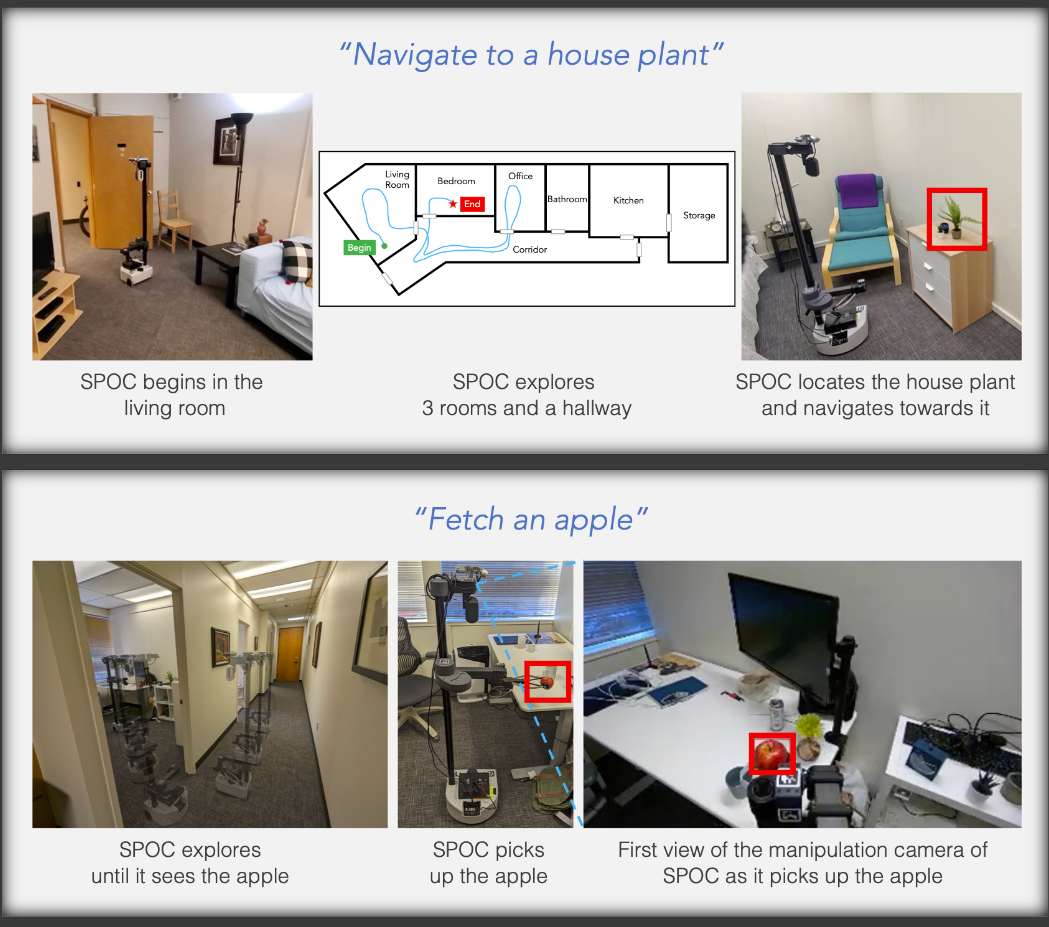 “Navigate to a house plant”
Living
Room
Bedroom
Office
Bathroom
Kitchen
Storage
End
Begin
Corridor
SPOC begins in the
living room
SPOC explores
3 rooms and a hallway
SPOC locates the house plant
and navigates towards it
“Fetch an apple”
SPOC explores
until it sees the apple
SPOC picks
up the apple
First view of the manipulation camera of
SPOC as it picks up the apple